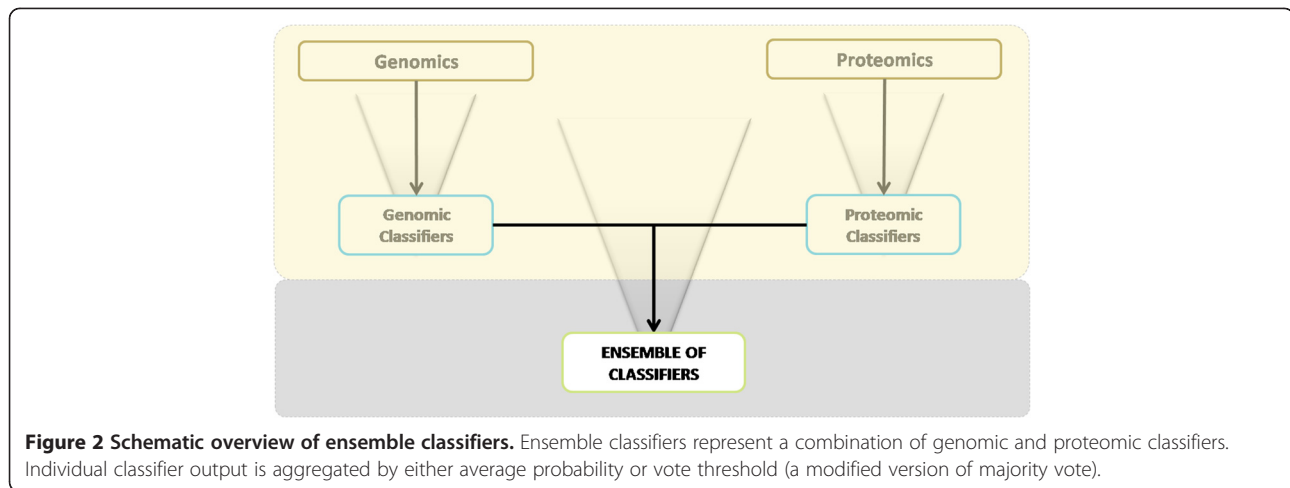 Genomics
Proteomics
Genomic
Classifiers
Proteomic
Classifiers
ENSEMBLE OF
CLASSIFIERS
Figure 2 Schematic overview of ensemble classifiers. Ensemble classifiers represent a combination of genomic and proteomic classifiers.
Individual classifier output is aggregated by either average probability or vote threshold (a modified version of majority vote).